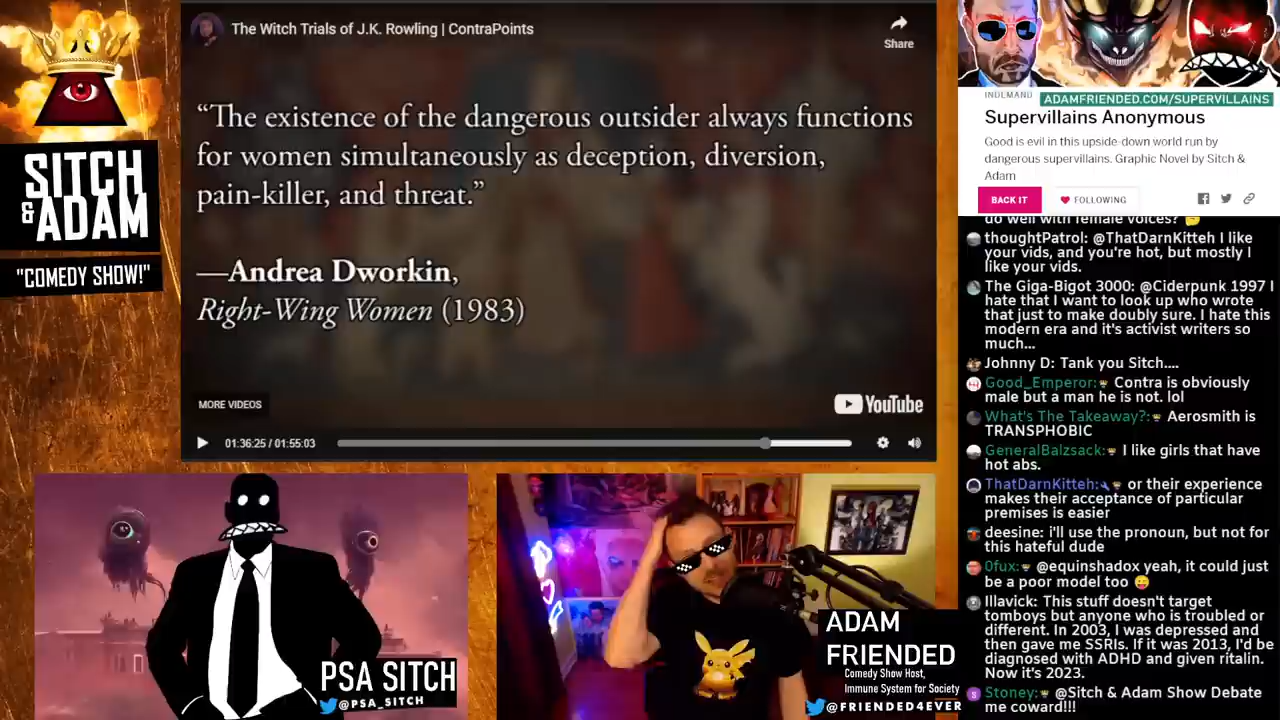 The Witch Trials of J.K. Rowling | ContraPoints
Share
“The existence of the dangerous outsider always functions
for women simultaneously as deception, diversion,
pain-killer, and threat.”
—Andrea Dworkin,
Right-Wing Women (1983)
MORE VIDEOS
YouTube
01:36:25 / 01:55:03
SITCH
& ADAM
"COMEDY SHOW!"
PSA SITCH
@PSA_SITCH
ADAM
FRIENDED
Comedy Show Host,
Immune System for Society
@FRIENDED4EVER
INDEMAND
ADAMFRIENDED.COM/SUPERVILLAINS
Supervillains Anonymous
Good is evil in this upside-down world run by
dangerous supervillains. Graphic Novel by Sitch &
Adam
BACK IT
FOLLOWING
do well with female voices? 🤔
thoughtPatrol: @ThatDarnKitteh I like
your vids, and you're hot, but mostly I
like your vids.
The Giga-Bigot 3000: @Ciderpunk 1997 I
hate that I want to look up who wrote
that just to make doubly sure. I hate this
modern era and it's activist writers so
much...
Johnny D: Tank you Sitch....
Good_Emperor: Contra is obviously
male but a man he is not. lol
What's The Takeaway?: Aerosmith is
TRANSPHOBIC
GeneralBalzsack: I like girls that have
hot abs.
ThatDarnKitteh: or their experience
makes their acceptance of particular
premises is easier
deesine: i'll use the pronoun, but not for
this hateful dude
0fux: @equinshadox yeah, it could just
be a poor model too 😜
Illavick: This stuff doesn't target
tomboys but anyone who is troubled or
different. In 2003, I was depressed and
then gave me SSRIs. If it was 2013, I'd be
diagnosed with ADHD and given ritalin.
Now it's 2023.
Stoney: @Sitch & Adam Show Debate
me coward!!!